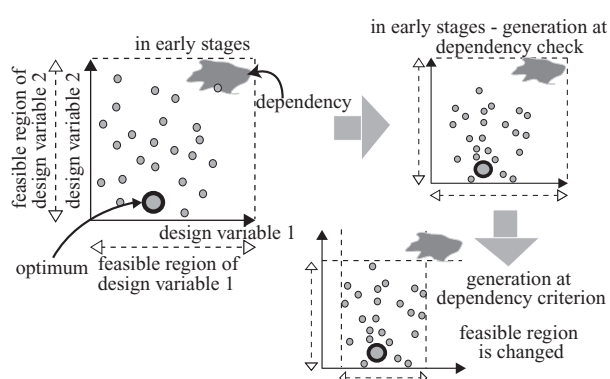 in early stages
feasible region of
design variable 2
design variable 2
dependency
design variable 1
optimum
feasible region of
design variable 1
in early stages - generation at
dependency check
generation at
dependency criterion
feasible region
is changed